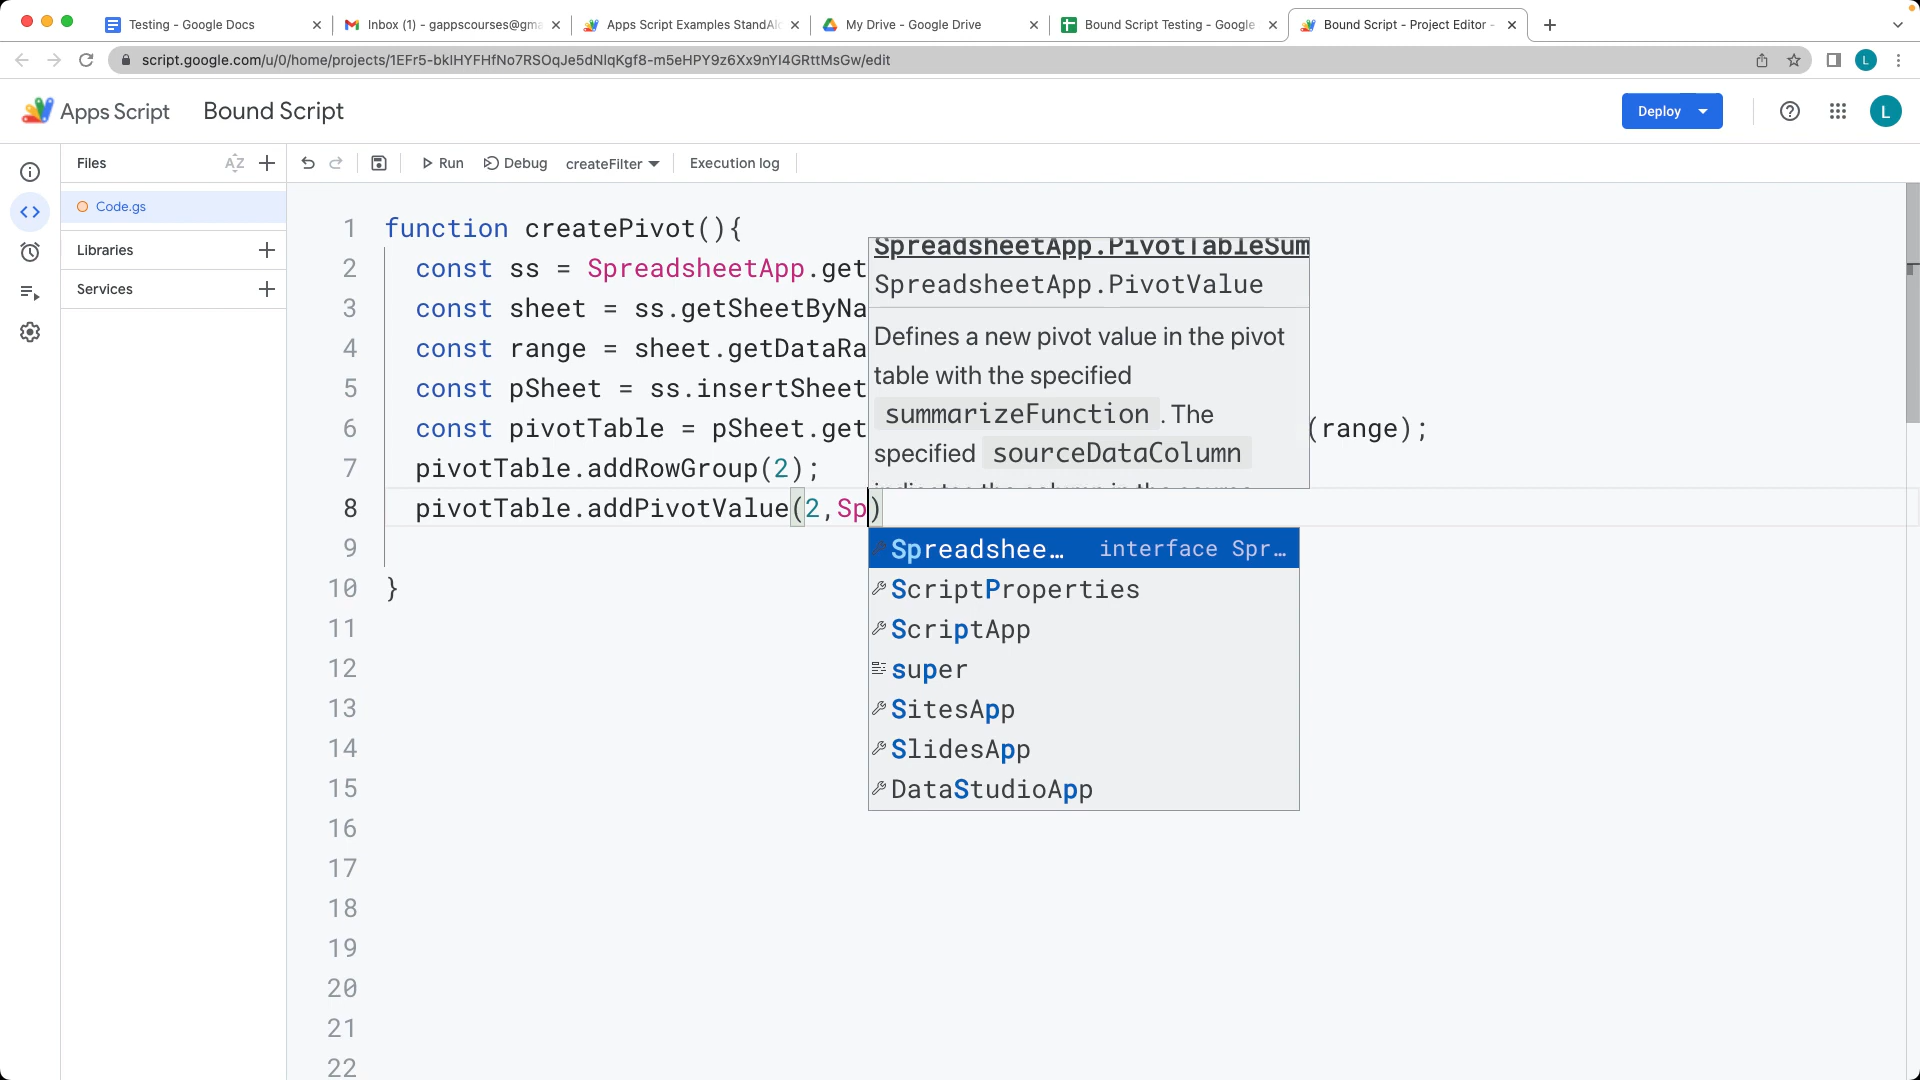 Testing - Google Docs
Inbox (1) - gappscourses@gma
Apps Script Examples StandAlo
My Drive - Google Drive
Bound Script Testing - Google
Bound Script - Project Editor -
script.google.com/u/0/home/projects/1EFr5-bkIHYFHfNo7RSOqJe5dNlqKgf8-m5eHPY9z6Xx9nYI4GRttMsGw/edit
L
Apps Script
Bound Script
Deploy
L
Files
AZ
Run
Debug
createFilter
Execution log
Code.gs
Libraries
Services
1 function createPivot(){
2 const ss = SpreadsheetApp.get
3 const sheet = ss.getSheetByNa
4 const range = sheet.getDataRa
5 const pSheet = ss.insertSheet
6 const pivotTable = pSheet.get (range);
7 pivotTable.addRowGroup(2);
8 pivotTable.addPivotValue(2,Sp)
9
10 }
11
12
13
14
15
16
17
18
19
20
21
22
SpreadsheetApp.PivotTableSum
SpreadsheetApp.PivotValue
Defines a new pivot value in the pivot
table with the specified
summarizeFunction . The
specified sourceDataColumn
Spreadshee… interface Spr…
ScriptProperties
ScriptApp
super
SitesApp
SlidesApp
DataStudioApp